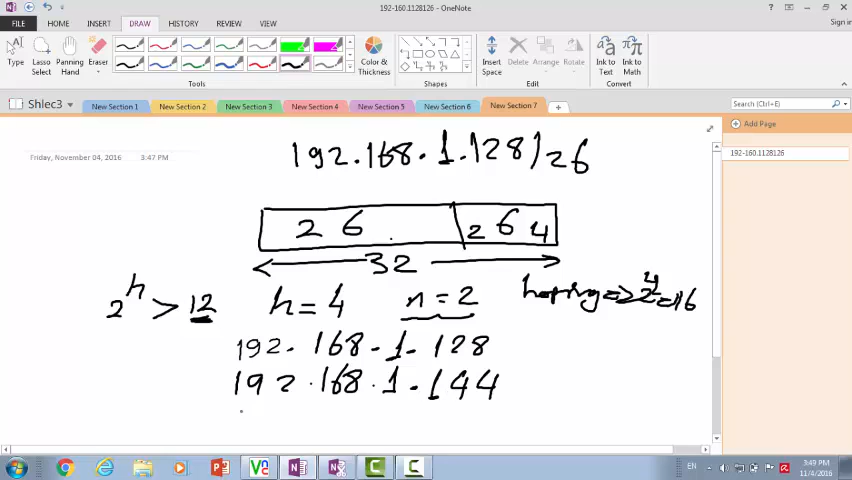 192-160.1128126 - OneNote
Sign in
FILE HOME INSERT DRAW HISTORY REVIEW VIEW
Type
Lasso Select
Panning Hand
Eraser
Color & Thickness
Insert Space
Delete
Arrange
Rotate
Ink to Text
Ink to Math
Tools Shapes Edit Convert
Shlec3 New Section 1 New Section 2 New Section 3 New Section 4 New Section 5 New Section 6 New Section 7
Search (Ctrl+E)
Add Page
192-160.1128126
Friday, November 04, 2016 3:47 PM
192.168.1.128/26
26 2 6 4
32
2^h > 12 h = 4 n = 2 hopping => 2^4 = 16
192.168.1.128
192.168.1.144
EN 3:49 PM
11/4/2016